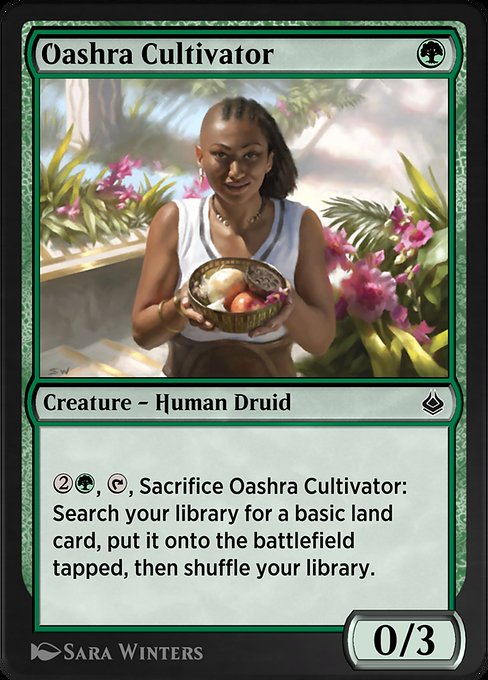 Oashra Cultivator
SW
Creature – Human Druid
2, , Sacrifice Oashra Cultivator:
Search your library for a basic land
card, put it onto the battlefield
tapped, then shuffle your library.
0/3
Sara Winters